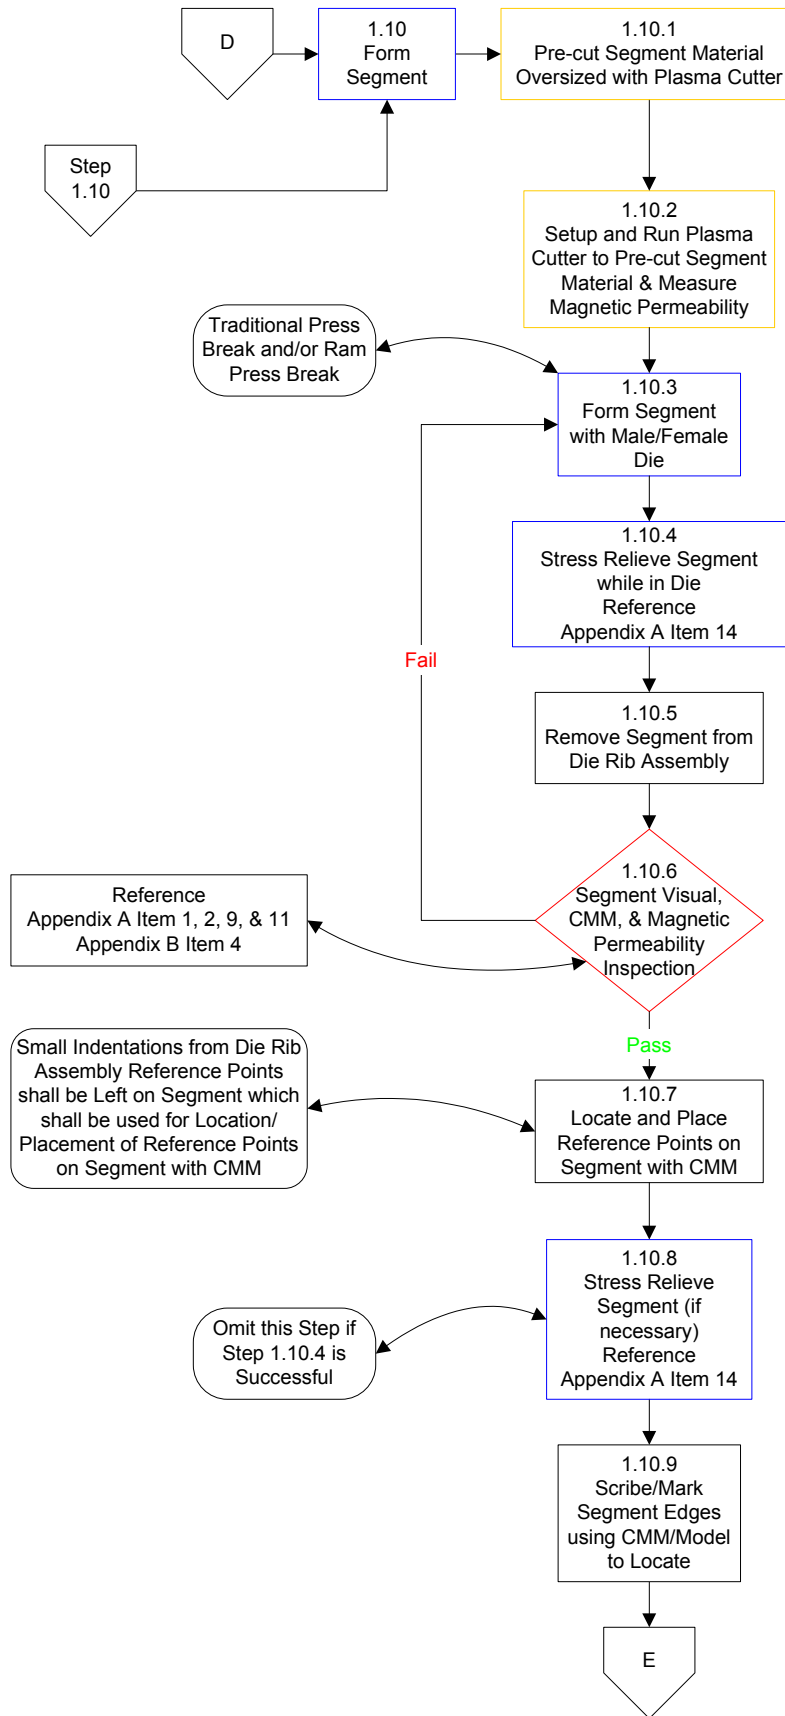 D
1.10
Form
Segment
1.10.1
Pre-cut Segment Material
Oversized with Plasma Cutter
Step
1.10
1.10.2
Setup and Run Plasma
Cutter to Pre-cut Segment
Material & Measure
Magnetic Permeability
Traditional Press
Break and/or Ram
Press Break
1.10.3
Form Segment
with Male/Female
Die
1.10.4
Stress Relieve Segment
while in Die
Reference
Appendix A Item 14
Fail
1.10.5
Remove Segment from
Die Rib Assembly
1.10.6
Segment Visual,
CMM, & Magnetic
Permeability
Inspection
Reference
Appendix A Item 1, 2, 9, & 11
Appendix B Item 4
Pass
Small Indentations from Die Rib
Assembly Reference Points
shall be Left on Segment which
shall be used for Location/
Placement of Reference Points
on Segment with CMM
1.10.7
Locate and Place
Reference Points on
Segment with CMM
1.10.8
Stress Relieve
Segment (if
necessary)
Reference
Appendix A Item 14
Omit this Step if
Step 1.10.4 is
Successful
1.10.9
Scribe/Mark
Segment Edges
using CMM/Model
to Locate
E